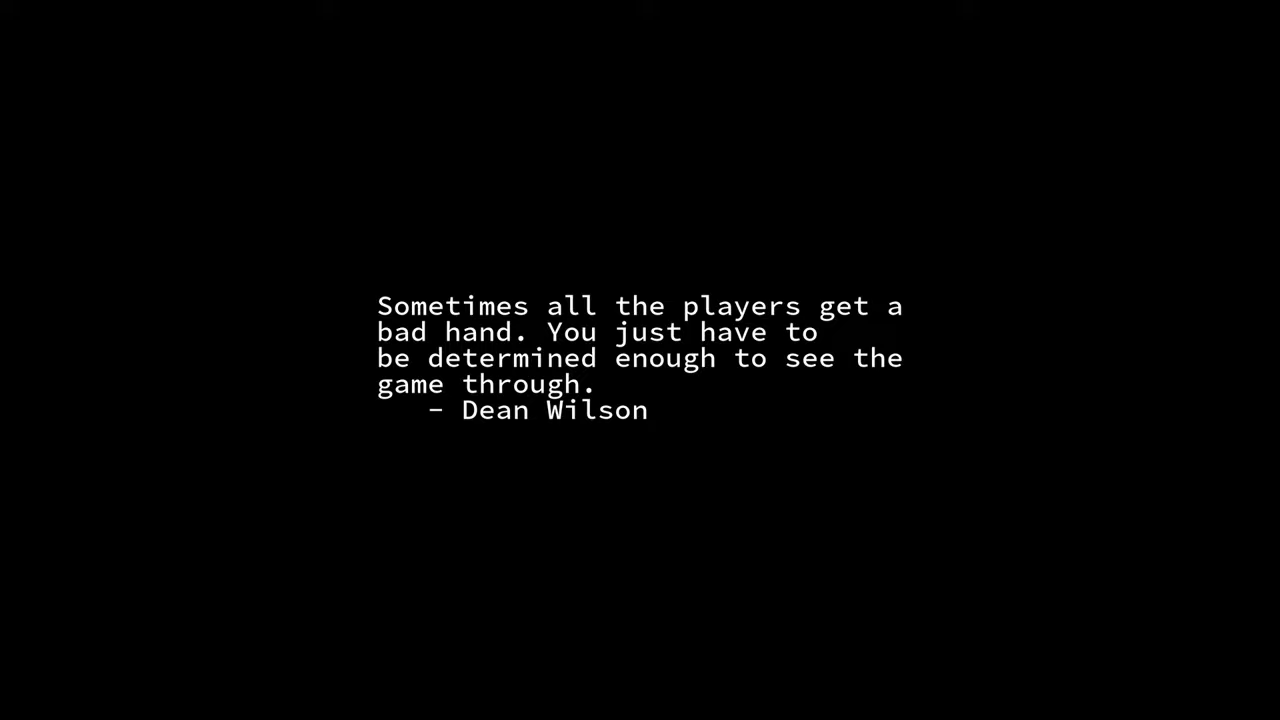 Sometimes all the players get a
bad hand. You just have to
be determined enough to see the
game through.
   - Dean Wilson